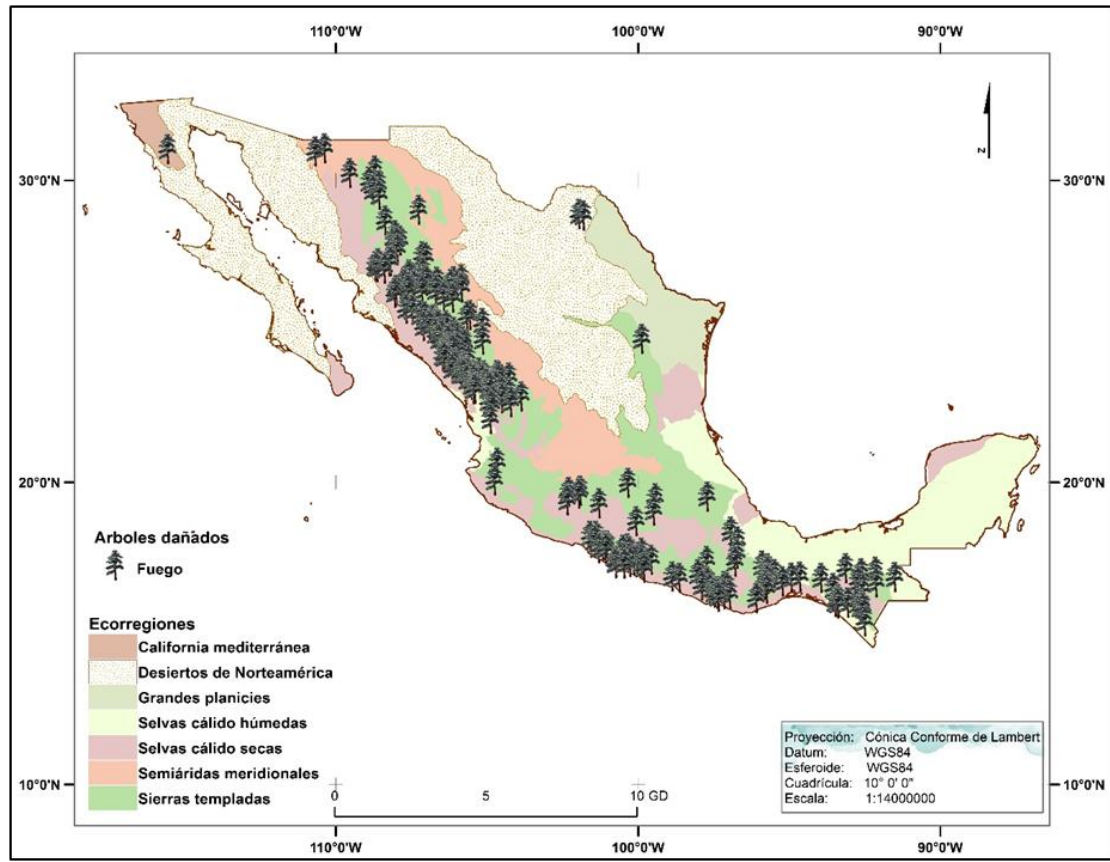 110°0'W 100°0'W 90°0'W
N
30°0'N 30°0'N
20°0'N 20°0'N
Arboles dañados
Fuego
Ecorregiones
California mediterránea
Desiertos de Norteamérica
Grandes planicies
Selvas cálido húmedas
Selvas cálido secas
Semiáridas meridionales
Sierras templadas
Proyección: Cónica Conforme de Lambert
Datum: WGS84
Esferoide: WGS84
Cuadrícula: 10° 0' 0"
Escala: 1:14000000
10°0'N 10°0'N
0 5 10 GD
110°0'W 100°0'W 90°0'W